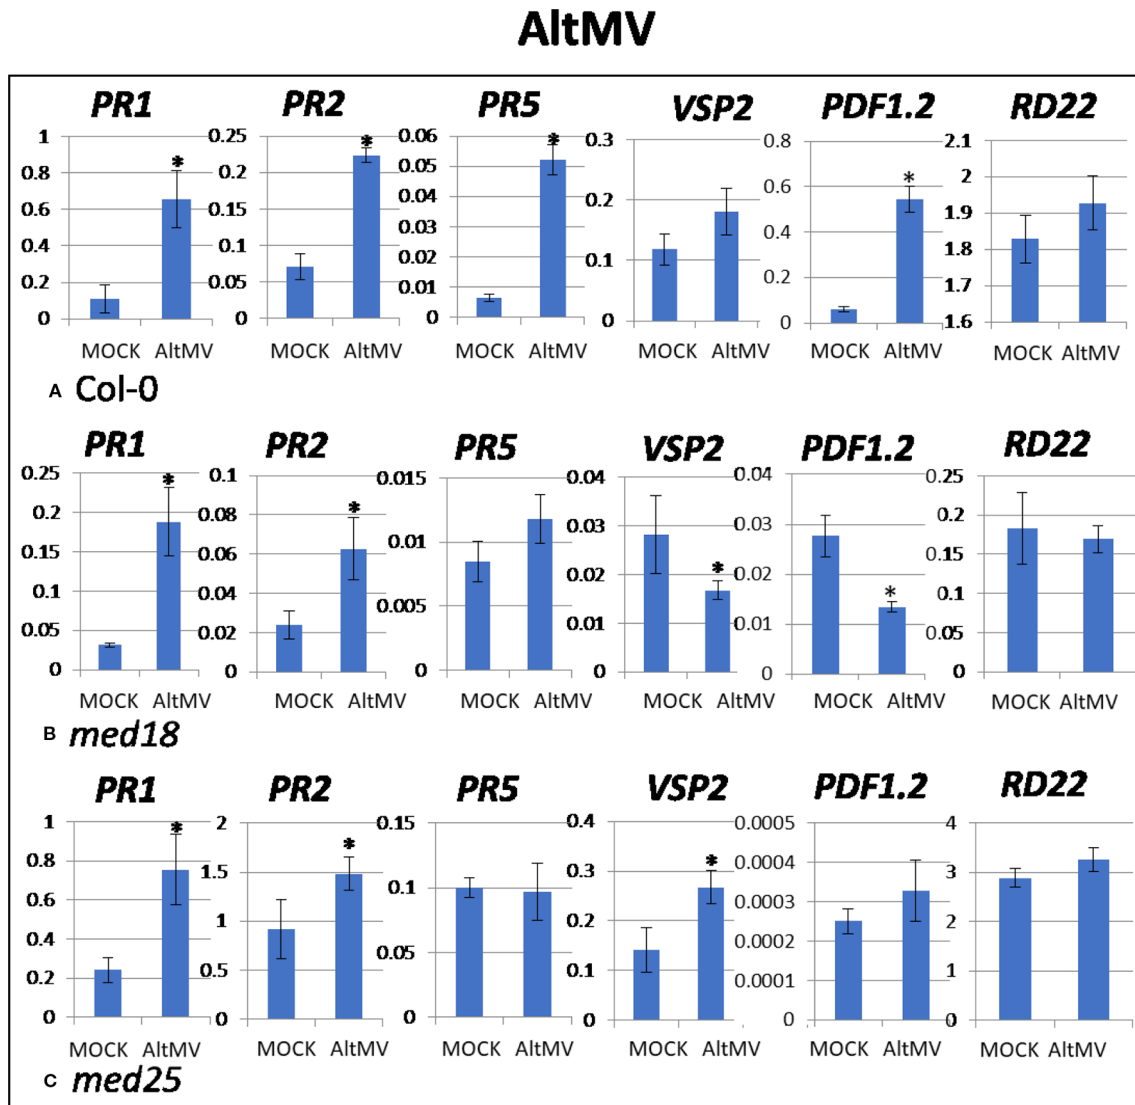 AltMV
PR1 PR2 PR5 VSP2 PDF1.2 RD22
1 0.8 0.6 0.4 0.2 0
0.25 0.2 0.15 0.1 0.05 0
0.06 0.05 0.04 0.03 0.02 0.01 0
0.3 0.2 0.1 0
0.8 0.6 0.4 0.2 0
2.1 2 1.9 1.8 1.7 1.6
* * * *
MOCK AltMV MOCK AltMV MOCK AltMV MOCK AltMV MOCK AltMV MOCK AltMV
A Col-0
PR1 PR2 PR5 VSP2 PDF1.2 RD22
0.25 0.2 0.15 0.1 0.05 0
0.1 0.08 0.06 0.04 0.02 0
0.015 0.010 0.005 0
0.04 0.03 0.02 0.01 0
0.04 0.03 0.02 0.01 0
0.25 0.2 0.15 0.1 0.05 0
* * * *
MOCK AltMV MOCK AltMV MOCK AltMV MOCK AltMV MOCK AltMV MOCK AltMV
B med18
PR1 PR2 PR5 VSP2 PDF1.2 RD22
1 0.8 0.6 0.4 0.2 0
2 1.5 1 0.5 0
0.15 0.1 0.05 0
0.4 0.3 0.2 0.1 0
0.0005 0.0004 0.0003 0.0002 0.0001 0
4 3 2 1 0
* * *
MOCK AltMV MOCK AltMV MOCK AltMV MOCK AltMV MOCK AltMV MOCK AltMV
C med25